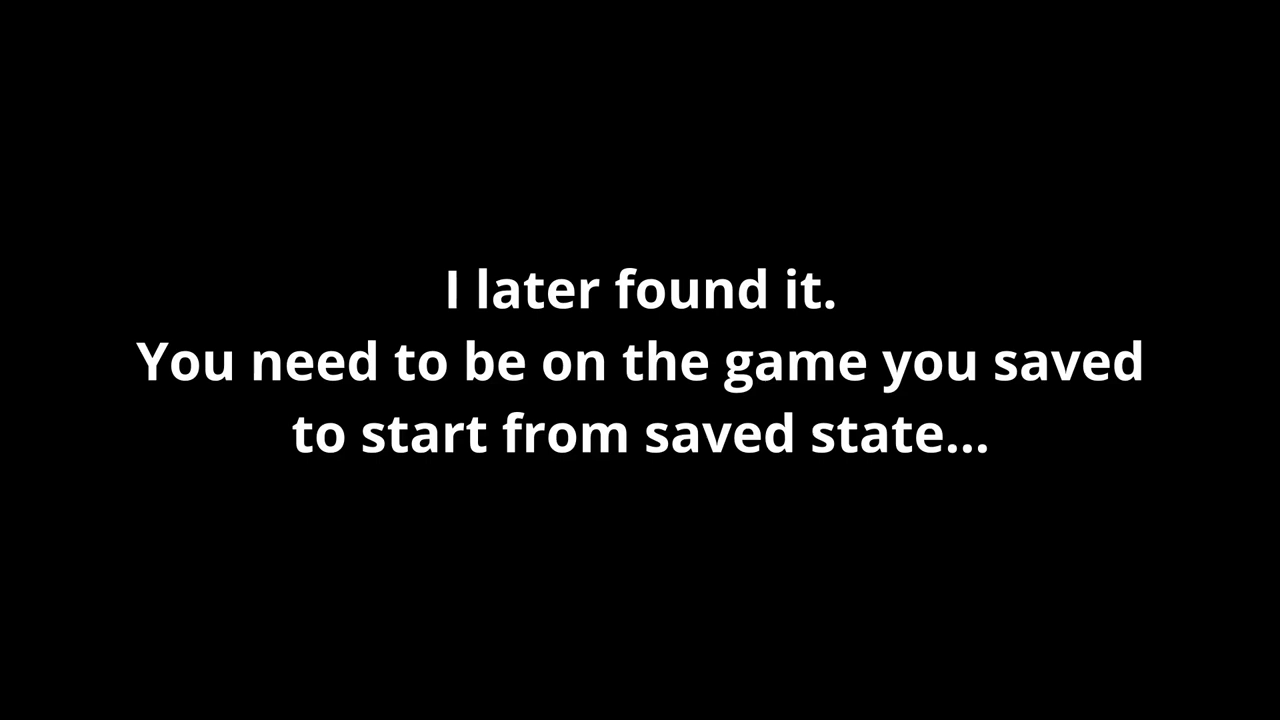 I later found it.
You need to be on the game you saved
to start from saved state...